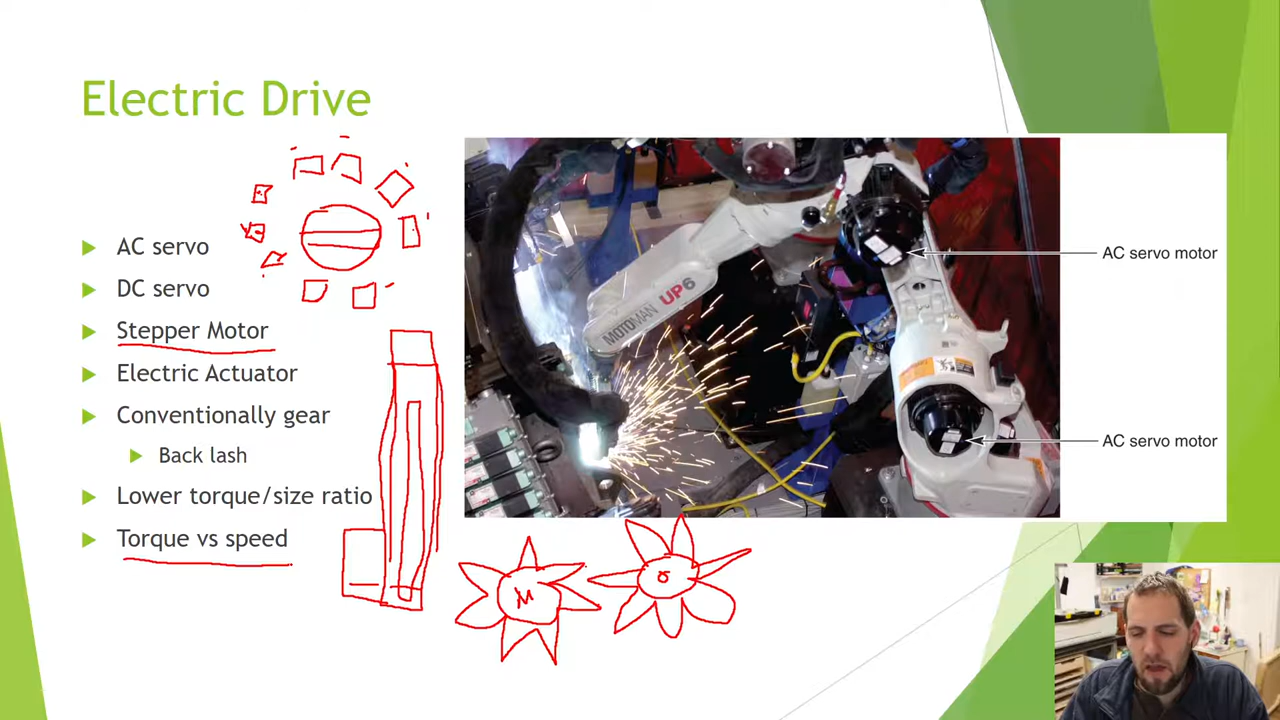 Electric Drive
AC servo
DC servo
Stepper Motor
Electric Actuator
Conventionally gear
Back lash
Lower torque/size ratio
Torque vs speed
MOTOMAN UP6
AC servo motor
AC servo motor
M
o